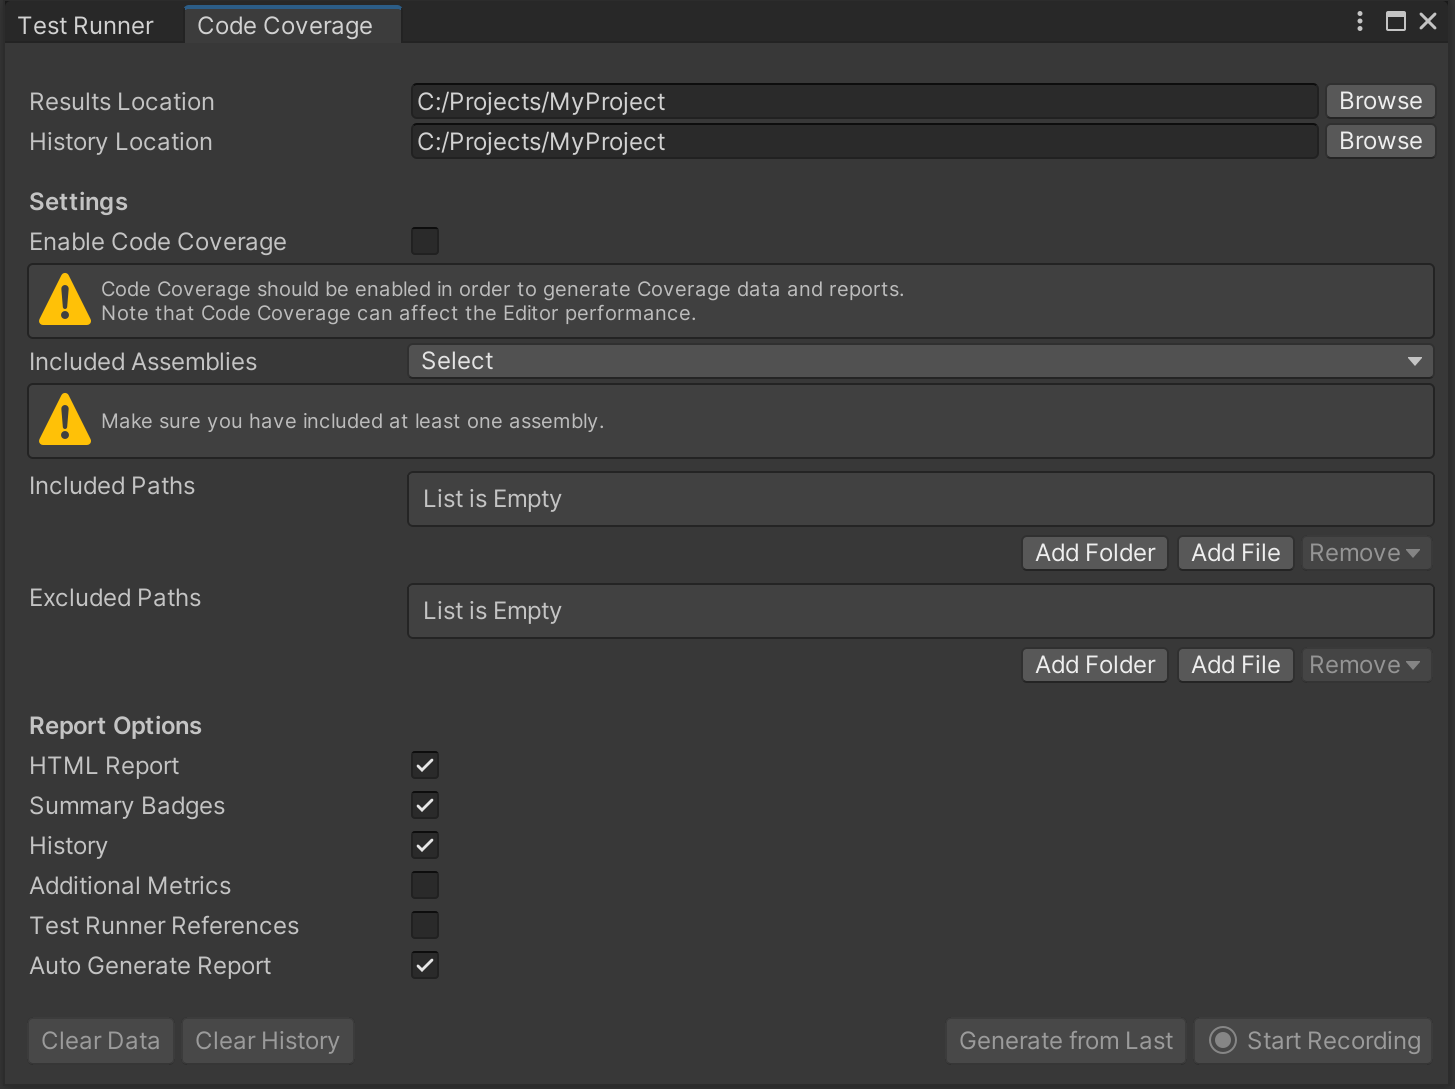 Test Runner
Code Coverage
Results Location
C:/Projects/MyProject
Browse
History Location
C:/Projects/MyProject
Browse
Settings
Enable Code Coverage
Code Coverage should be enabled in order to generate Coverage data and reports.
Note that Code Coverage can affect the Editor performance.
Included Assemblies
Select
Make sure you have included at least one assembly.
Included Paths
List is Empty
Add Folder
Add File
Remove
Excluded Paths
List is Empty
Add Folder
Add File
Remove
Report Options
HTML Report
Summary Badges
History
Additional Metrics
Test Runner References
Auto Generate Report
Clear Data
Clear History
Generate from Last
Start Recording